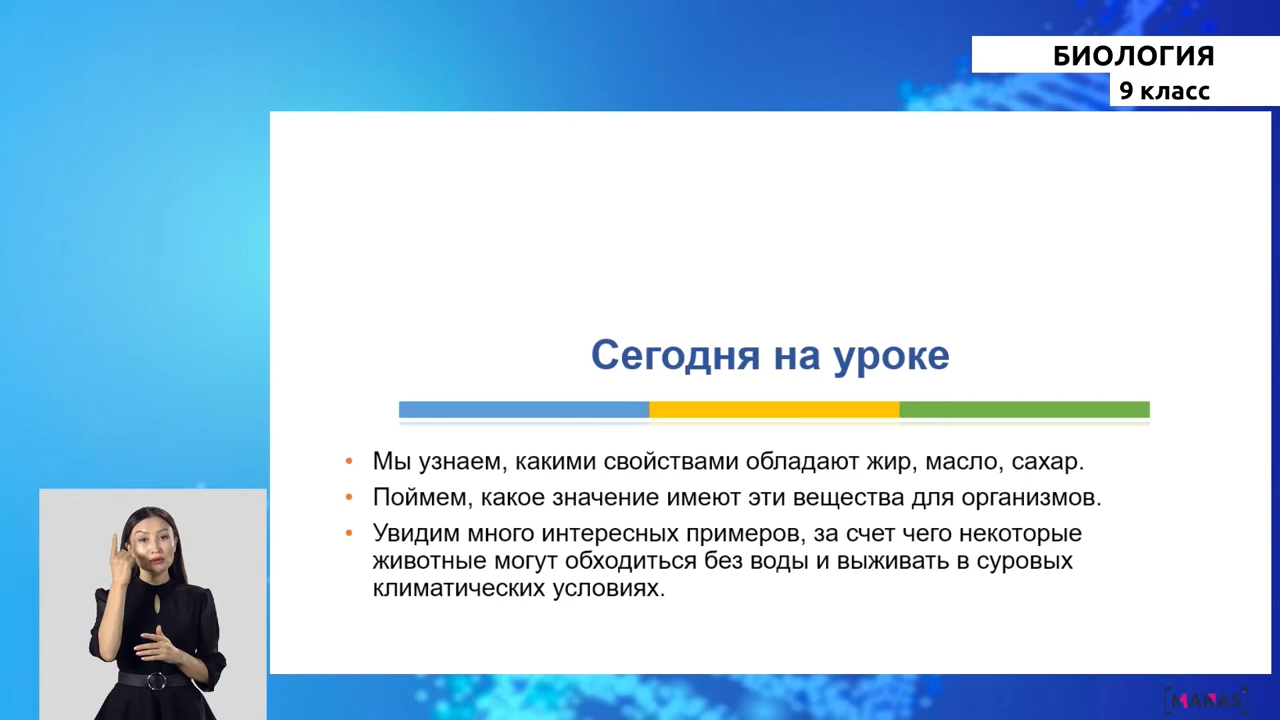 БИОЛОГИЯ
9 класс
Сегодня на уроке
• Мы узнаем, какими свойствами обладают жир, масло, сахар.
• Поймем, какое значение имеют эти вещества для организмов.
• Увидим много интересных примеров, за счет чего некоторые
животные могут обходиться без воды и выживать в суровых
климатических условиях.
MANAS